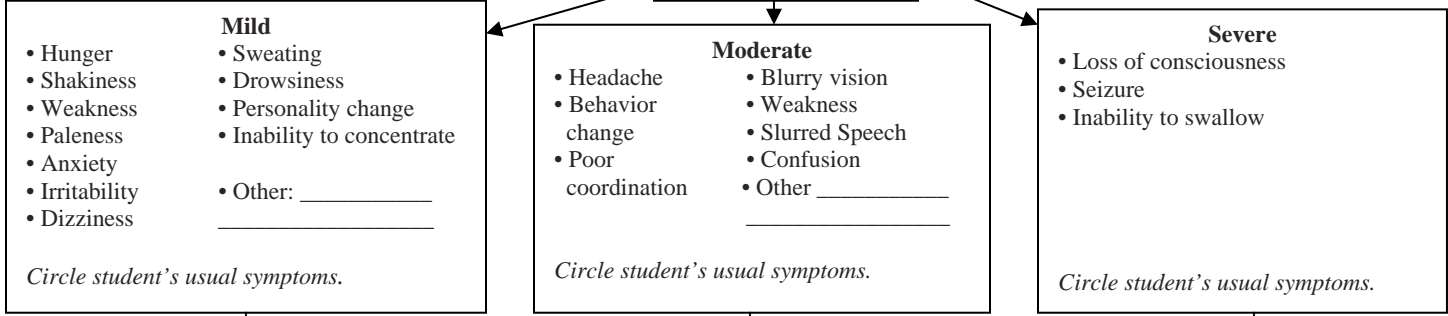 Mild
• Hunger
• Shakiness
• Weakness
• Paleness
• Anxiety
• Irritability
• Dizziness
• Sweating
• Drowsiness
• Personality change
• Inability to concentrate
• Other: ___________
__________________
Circle student’s usual symptoms.
Moderate
• Headache
• Behavior
change
• Poor
coordination
• Blurry vision
• Weakness
• Slurred Speech
• Confusion
• Other ___________
_________________
Circle student’s usual symptoms.
Severe
• Loss of consciousness
• Seizure
• Inability to swallow
Circle student’s usual symptoms.